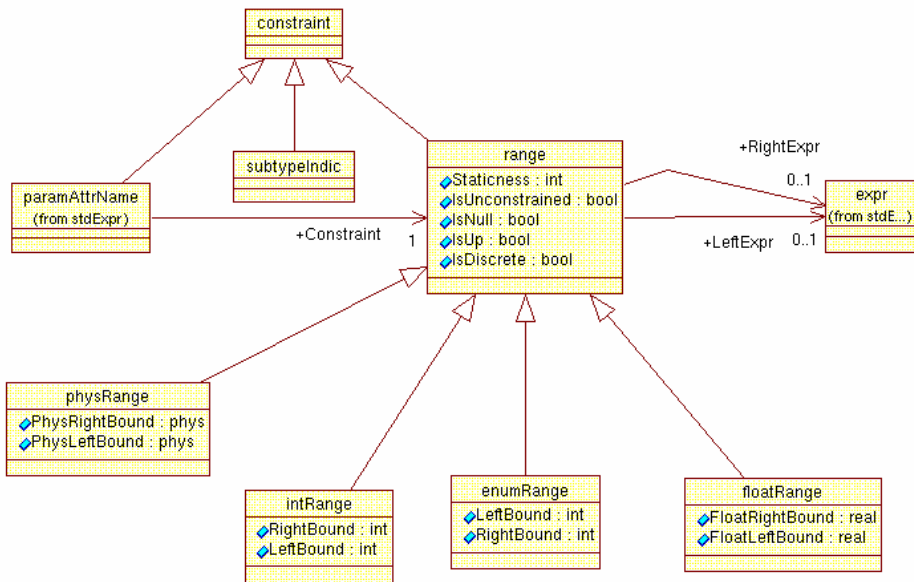 constraint
subtypeIndic
paramAttrName
(from stdExpr)
+Constraint
1
range
Staticness : int
IsUnconstrained : bool
IsNull : bool
IsUp : bool
IsDiscrete : bool
+RightExpr
0..1
+LeftExpr
0..1
expr
(from stdE...)
physRange
PhysRightBound : phys
PhysLeftBound : phys
intRange
RightBound : int
LeftBound : int
enumRange
LeftBound : int
RightBound : int
floatRange
FloatRightBound : real
FloatLeftBound : real